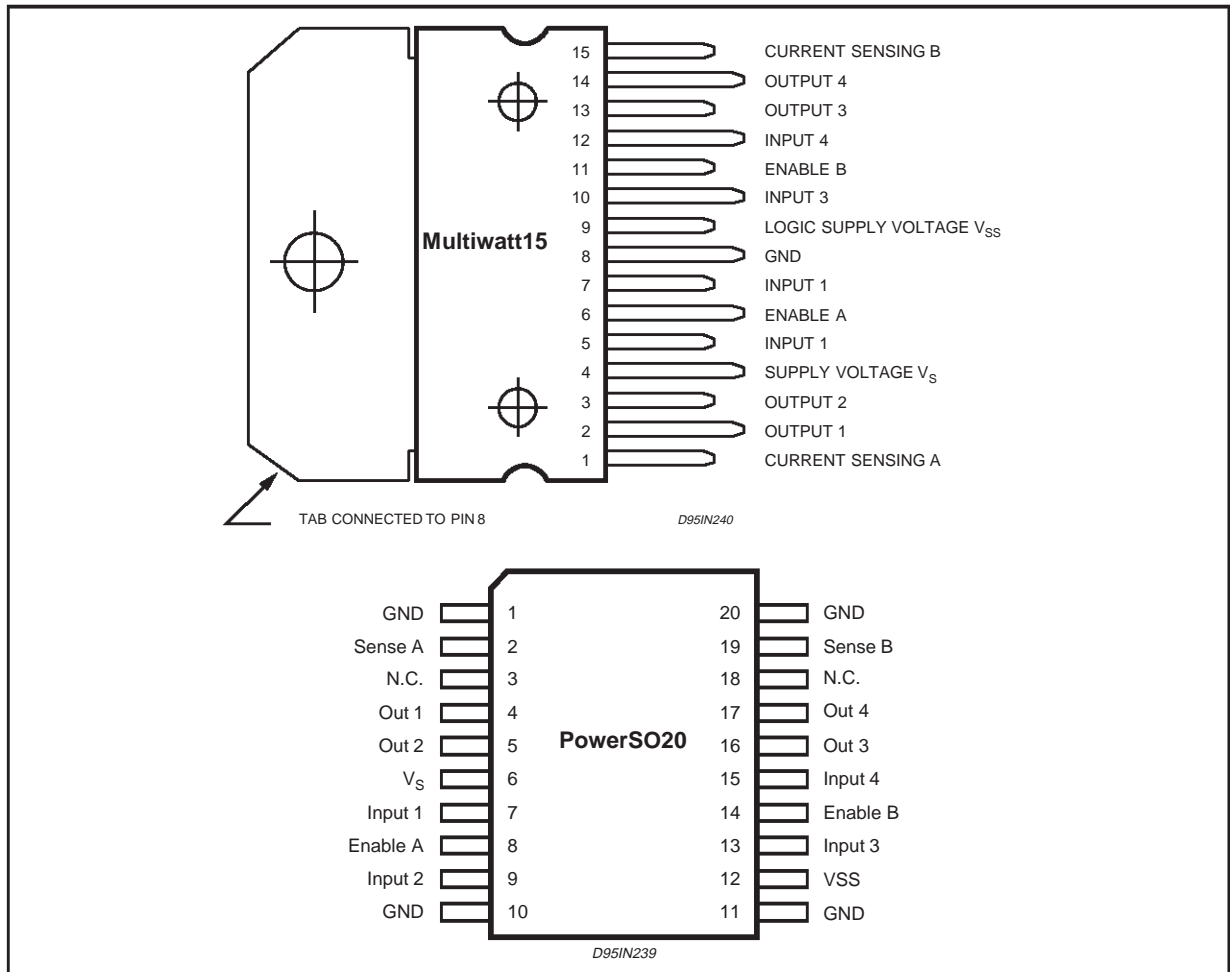 15 CURRENT SENSING B
14 OUTPUT 4
13 OUTPUT 3
12 INPUT 4
11 ENABLE B
10 INPUT 3
9 LOGIC SUPPLY VOLTAGE VSS
Multiwatt15
8 GND
7 INPUT 1
6 ENABLE A
5 INPUT 1
4 SUPPLY VOLTAGE VS
3 OUTPUT 2
2 OUTPUT 1
1 CURRENT SENSING A
TAB CONNECTED TO PIN 8
D95IN240
GND 1 20 GND
Sense A 2 19 Sense B
N.C. 3 18 N.C.
Out 1 4 17 Out 4
PowerSO20
Out 2 5 16 Out 3
VS 6 15 Input 4
Input 1 7 14 Enable B
Enable A 8 13 Input 3
Input 2 9 12 VSS
GND 10 11 GND
D95IN239